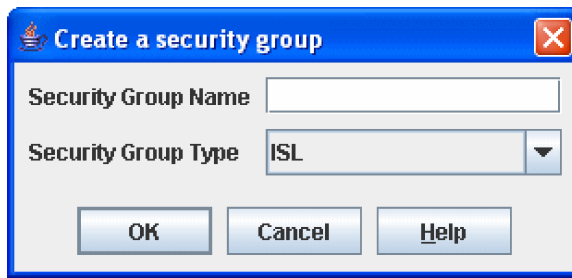 Create a security group
Security Group Name
Security Group Type ISL
OK Cancel Help